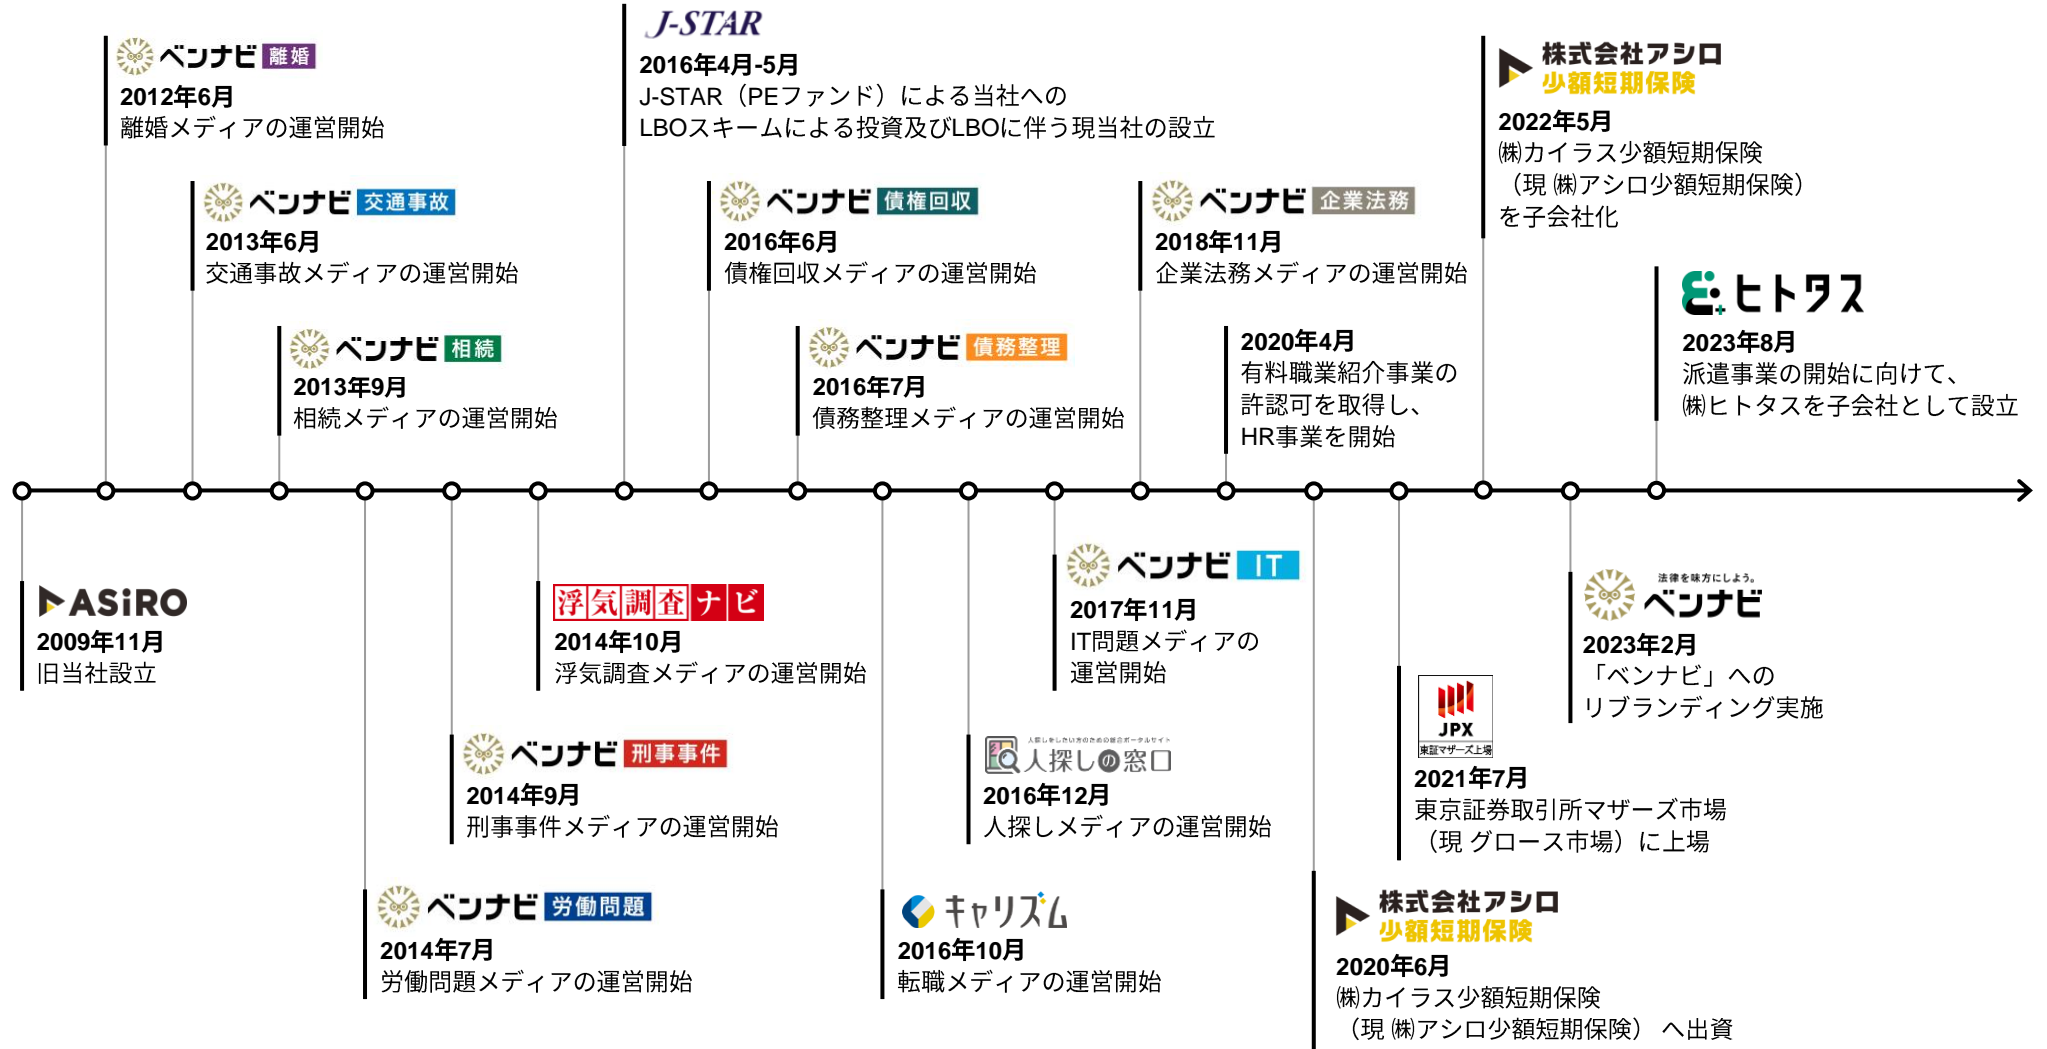 ベンナビ 離婚
2012年6月
離婚メディアの運営開始
ベンナビ 交通事故
2013年6月
交通事故メディアの運営開始
ベンナビ 相続
2013年9月
相続メディアの運営開始
J-STAR
2016年4月-5月
J-STAR（PEファンド）による当社への
LBOスキームによる投資及びLBOに伴う現当社の設立
ベンナビ 債権回収
2016年6月
債権回収メディアの運営開始
ベンナビ 債務整理
2016年7月
債務整理メディアの運営開始
ベンナビ 企業法務
2018年11月
企業法務メディアの運営開始
2020年4月
有料職業紹介事業の
許認可を取得し、
HR事業を開始
株式会社アシロ
少額短期保険
2022年5月
㈱カイラス少額短期保険
（現 ㈱アシロ少額短期保険）
を子会社化
ヒトタス
2023年8月
派遣事業の開始に向けて、
㈱ヒトタスを子会社として設立
ASiRO
2009年11月
旧当社設立
ベンナビ 労働問題
2014年7月
労働問題メディアの運営開始
ベンナビ 刑事事件
2014年9月
刑事事件メディアの運営開始
浮気調査ナビ
2014年10月
浮気調査メディアの運営開始
キャリズム
2016年10月
転職メディアの運営開始
人探しをしたい方のための総合ポータルサイト
人探しの窓口
2016年12月
人探しメディアの運営開始
ベンナビ IT
2017年11月
IT問題メディアの
運営開始
株式会社アシロ
少額短期保険
2020年6月
㈱カイラス少額短期保険
（現 ㈱アシロ少額短期保険） へ出資
JPX
東証マザーズ上場
2021年7月
東京証券取引所マザーズ市場
（現 グロース市場）に上場
法律を味方にしよう。
ベンナビ
2023年2月
「ベンナビ」への
リブランディング実施